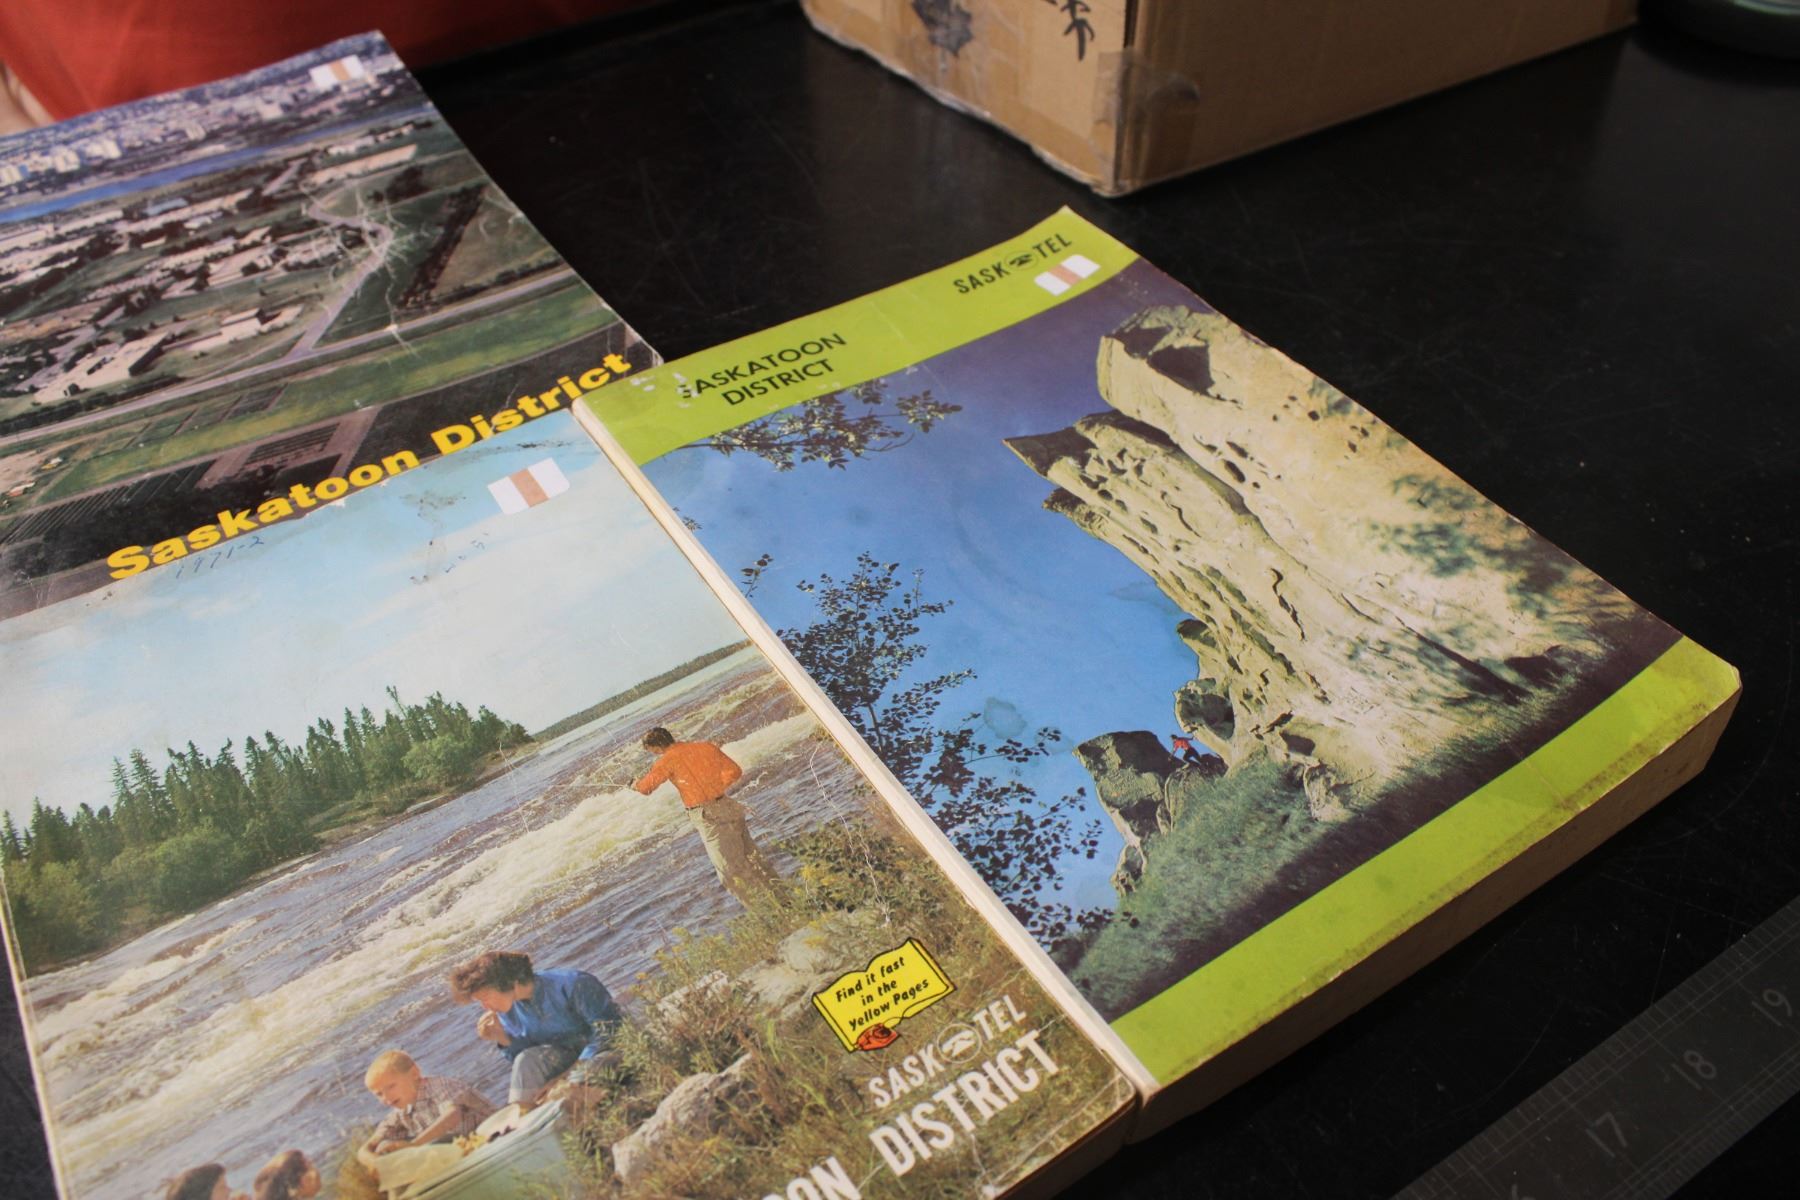 SASK TEL
SASKATOON
DISTRICT
Saskatoon District
1971-2
Find it fast
in the
Yellow Pages
SASK TEL
DISTRICT
17 18 19